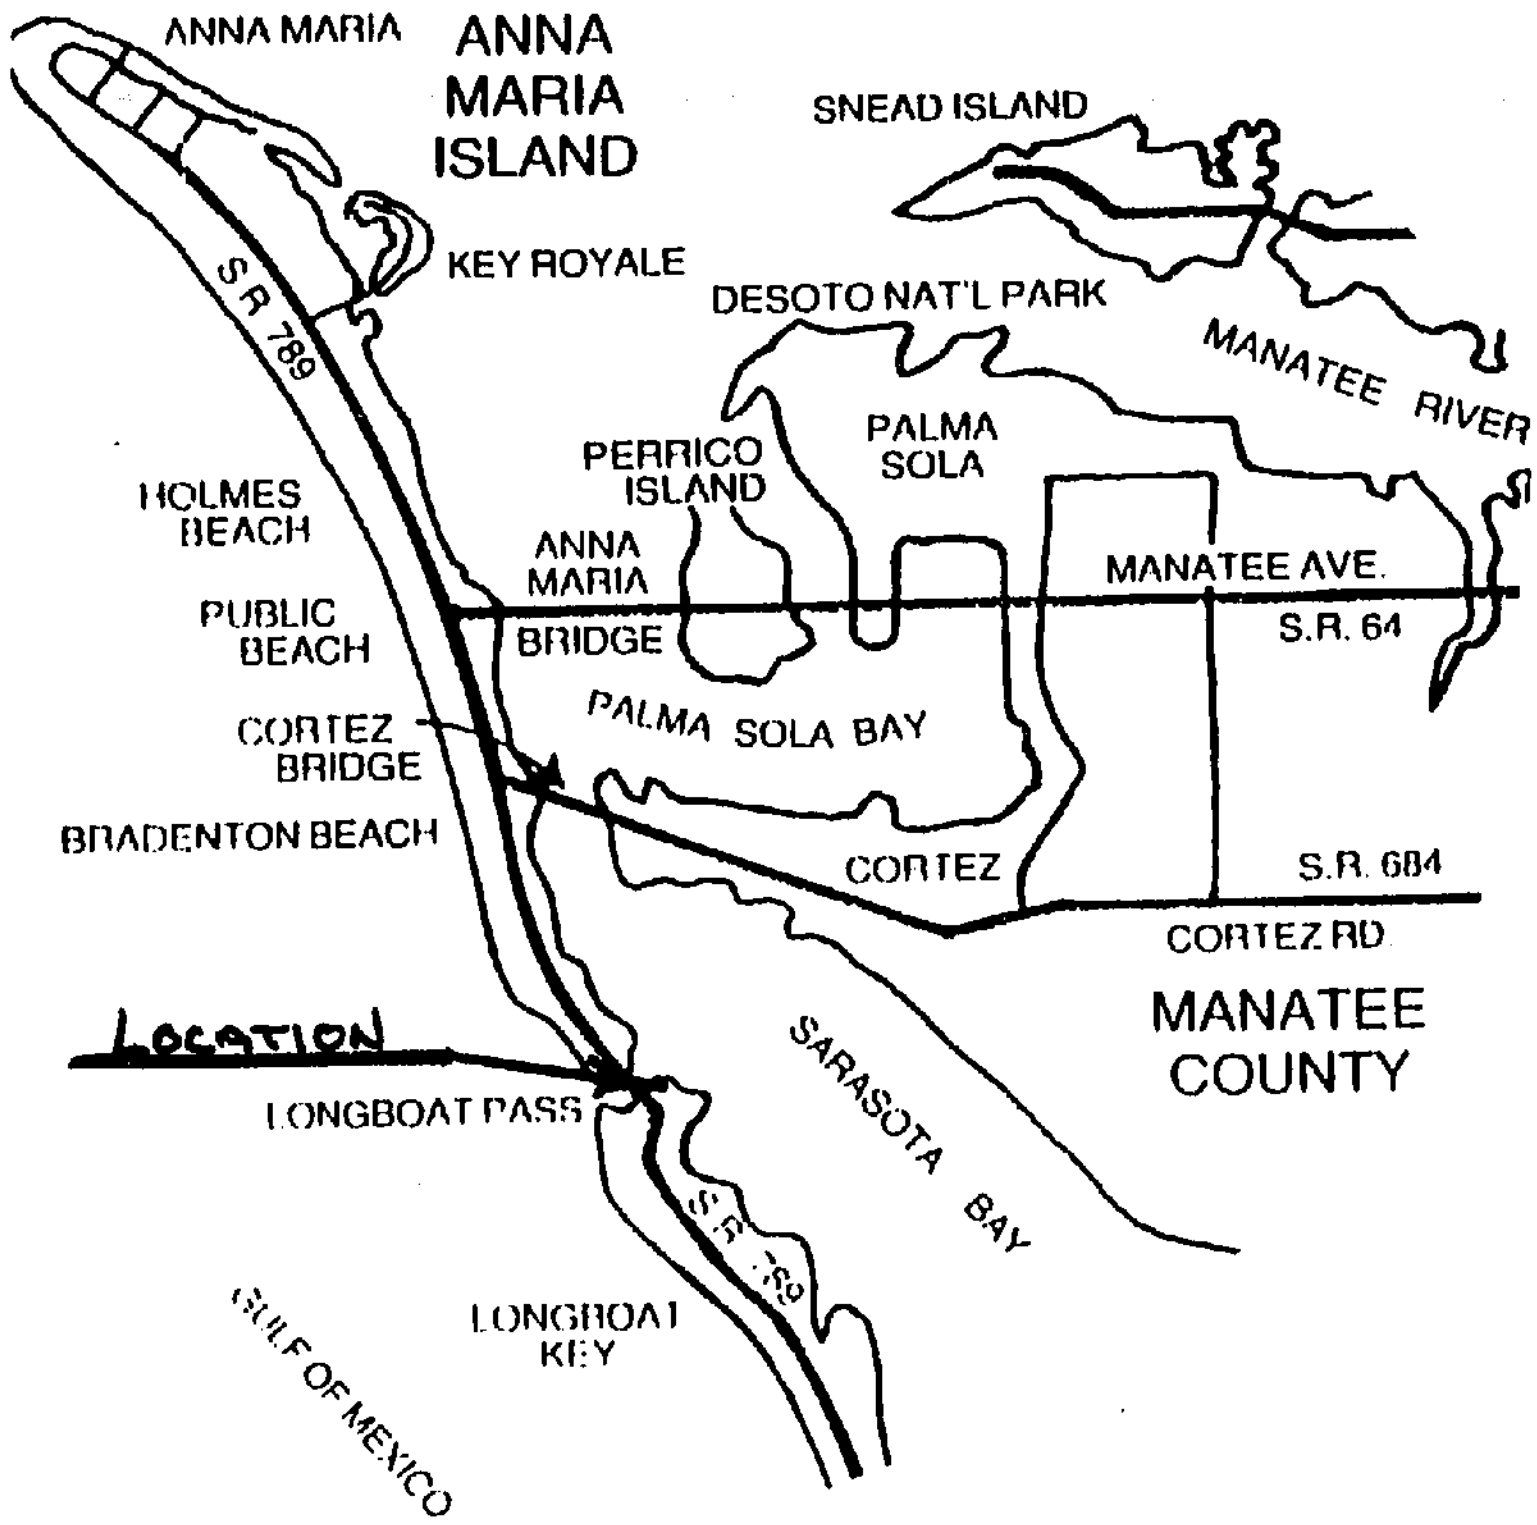 ANNA MARIA
ANNA
MARIA
ISLAND
SNEAD ISLAND
KEY ROYALE
DESOTO NAT'L PARK
S R 789
MANATEE RIVER
PALMA
SOLA
PERRICO
ISLAND
HOLMES
BEACH
ANNA
MARIA
BRIDGE
MANATEE AVE.
S.R. 64
PUBLIC
BEACH
PALMA SOLA BAY
CORTEZ
BRIDGE
BRADENTON BEACH
CORTEZ
S.R. 684
CORTEZ RD
MANATEE
COUNTY
LOCATION
LONGBOAT PASS
SARASOTA BAY
S.R. 789
LONGBOAT
KEY
GULF OF MEXICO